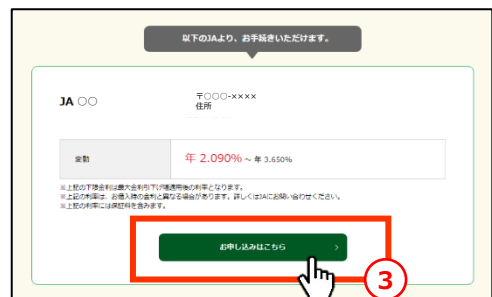 以下のJAより、お手続きいただけます。
JA 〇〇
〒〇〇〇-××××
住所
変動
年 2.090% ~ 年 3.650%
※上記の下限金利は最大金利引下げ幅適用後の利率となります。
※上記の利率は、お借入時の金利と異なる場合があります。詳しくはJAにお問い合わせください。
※上記の利率には保証料を含みます。
お申し込みはこちら
③